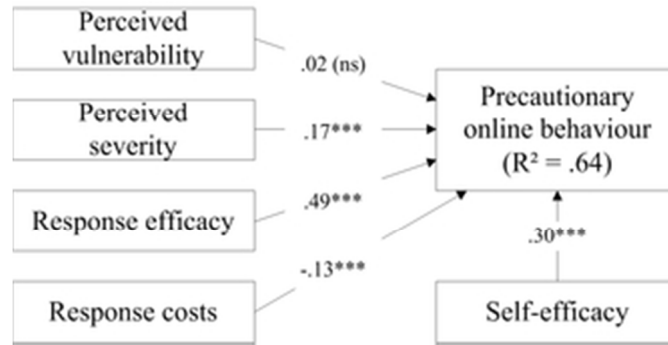 Perceived
vulnerability
.02 (ns)
Perceived
severity
.17***
Precautionary
online behaviour
(R² = .64)
Response efficacy
.49***
.30***
-.13***
Response costs
Self-efficacy